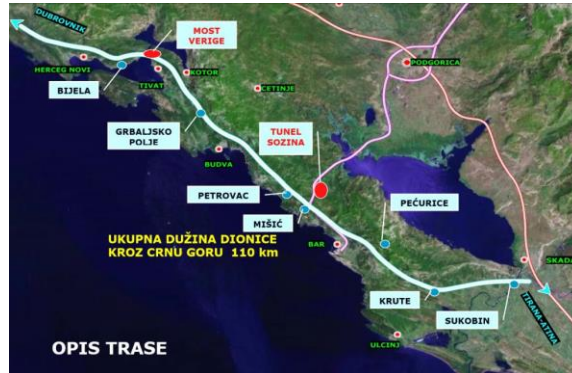 DUBROVNIK
MOST
VERIGE
HERCEG NOVI
BIJELA
TIVAT
KOTOR
PODGORICA
CETINJE
GRBALJSKO
POLJE
TUNEL
SOZINA
BUDVA
PETROVAC
PEĆURICE
MIŠIĆ
UKUPNA DUŽINA DIONICE
KROZ CRNU GORU 110 km
BAR
SKADA
TIRANA-ATINA
KRUTE
SUKOBIN
ULCINJ
OPIS TRASE